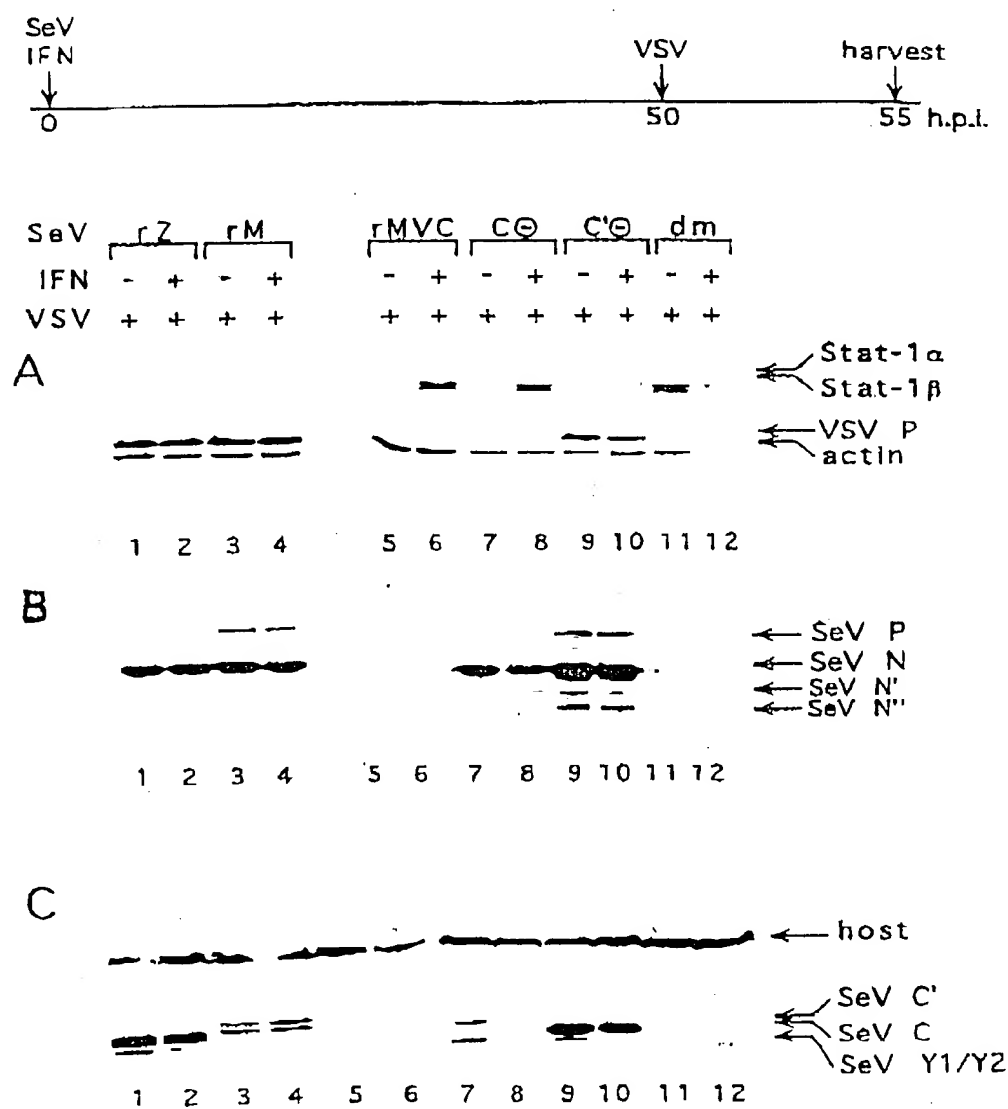 SeV
IFN
VSV
harvest
0
50
55 h.p.i.
SeV rZ rM rMVC C⊖ C'⊖ dm
IFN - + - + - + - + - + - +
VSV + + + + + + + + + + + +
A
Stat-1α
Stat-1β
VSV P
actin
1 2 3 4 5 6 7 8 9 10 11 12
B
SeV P
SeV N
SeV N'
SeV N''
1 2 3 4 5 6 7 8 9 10 11 12
C
host
SeV C'
SeV C
SeV Y1/Y2
1 2 3 4 5 6 7 8 9 10 11 12